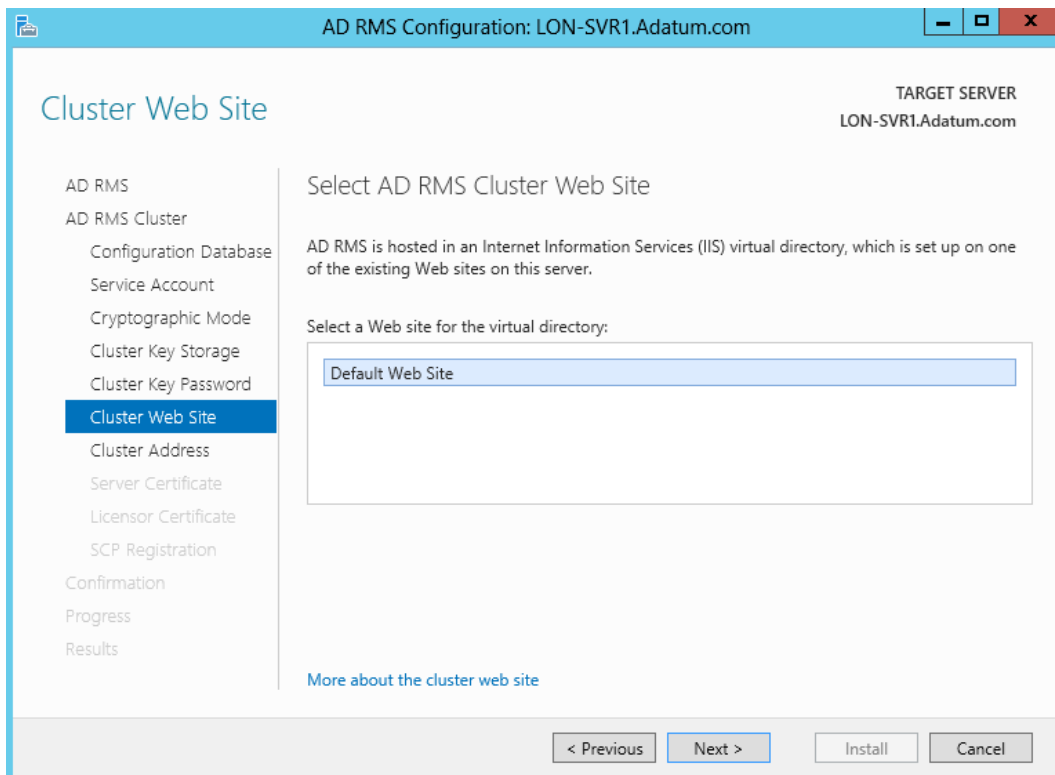 AD RMS Configuration: LON-SVR1.Adatum.com
Cluster Web Site
TARGET SERVER
LON-SVR1.Adatum.com
AD RMS
AD RMS Cluster
Configuration Database
Service Account
Cryptographic Mode
Cluster Key Storage
Cluster Key Password
Cluster Web Site
Cluster Address
Server Certificate
Licensor Certificate
SCP Registration
Confirmation
Progress
Results
Select AD RMS Cluster Web Site
AD RMS is hosted in an Internet Information Services (IIS) virtual directory, which is set up on one
of the existing Web sites on this server.
Select a Web site for the virtual directory:
Default Web Site
More about the cluster web site
< Previous
Next >
Install
Cancel